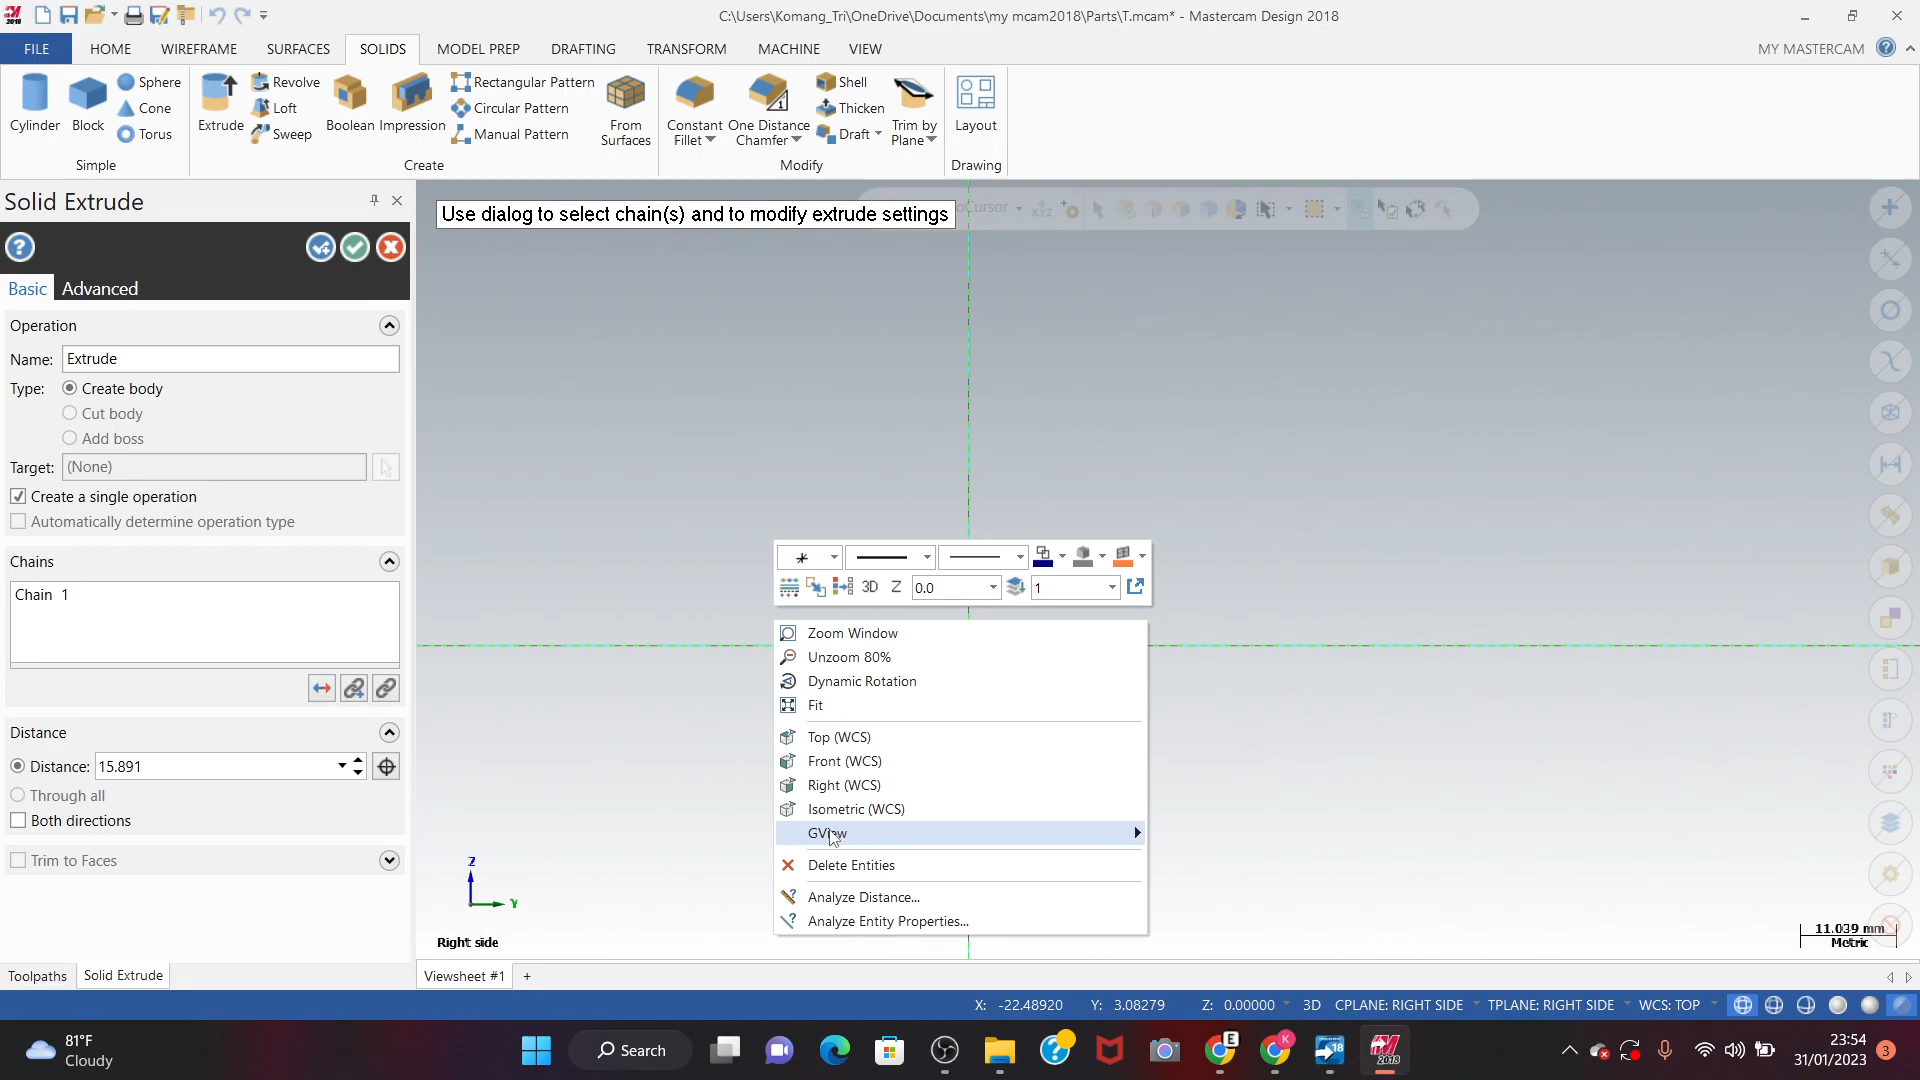 C:\Users\Komang_Tri\OneDrive\Documents\my mcam2018\Parts\T.mcam* - Mastercam Design 2018
FILE HOME WIREFRAME SURFACES SOLIDS MODEL PREP DRAFTING TRANSFORM MACHINE VIEW MY MASTERCAM
Cylinder Block Sphere Cone Torus
Simple
Extrude Revolve Loft Sweep Boolean Impression Rectangular Pattern Circular Pattern Manual Pattern From Surfaces
Create
Constant Fillet One Distance Chamfer Shell Thicken Draft Trim by Plane
Modify
Layout
Drawing
Solid Extrude
Use dialog to select chain(s) and to modify extrude settings
Basic Advanced
Operation
Name: Extrude
Type: Create body
Cut body
Add boss
Target: (None)
Create a single operation
Automatically determine operation type
Chains
Chain 1
Distance
Distance: 15.891
Through all
Both directions
Trim to Faces
3D Z 0.0 1
Zoom Window
Unzoom 80%
Dynamic Rotation
Fit
Top (WCS)
Front (WCS)
Right (WCS)
Isometric (WCS)
GView
Delete Entities
Analyze Distance...
Analyze Entity Properties...
Z
Y
Right side
11.039 mm
Metric
Toolpaths Solid Extrude Viewsheet #1 +
X: -22.48920 Y: 3.08279 Z: 0.00000 3D CPLANE: RIGHT SIDE TPLANE: RIGHT SIDE WCS: TOP
81°F
Cloudy
Search
23:54
31/01/2023
3